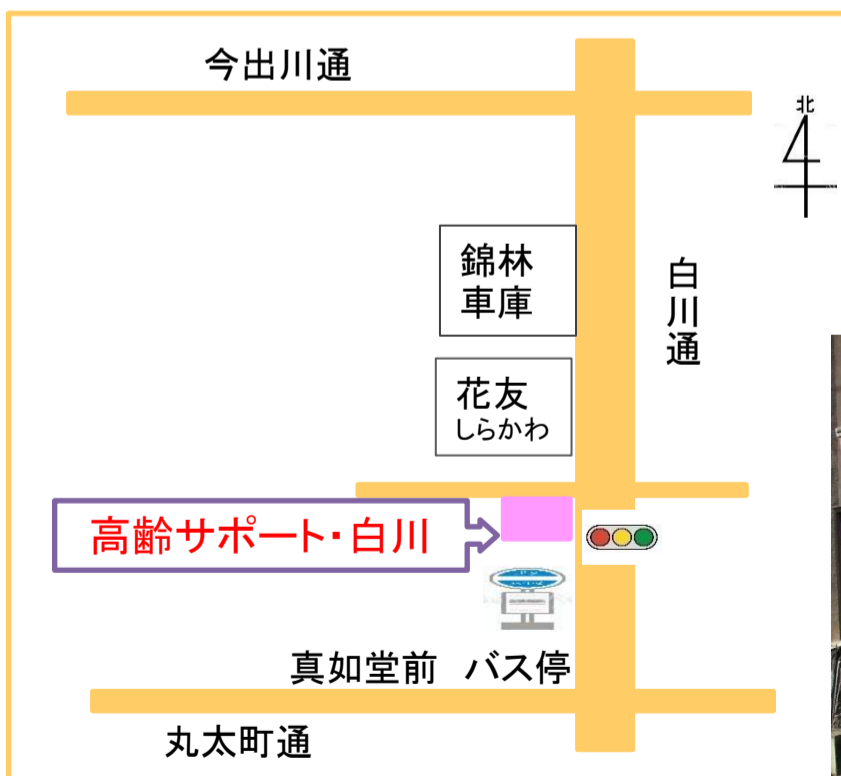 今出川通
北
錦林
車庫
白川通
花友
しらかわ
高齢サポート・白川
真如堂前 バス停
丸太町通